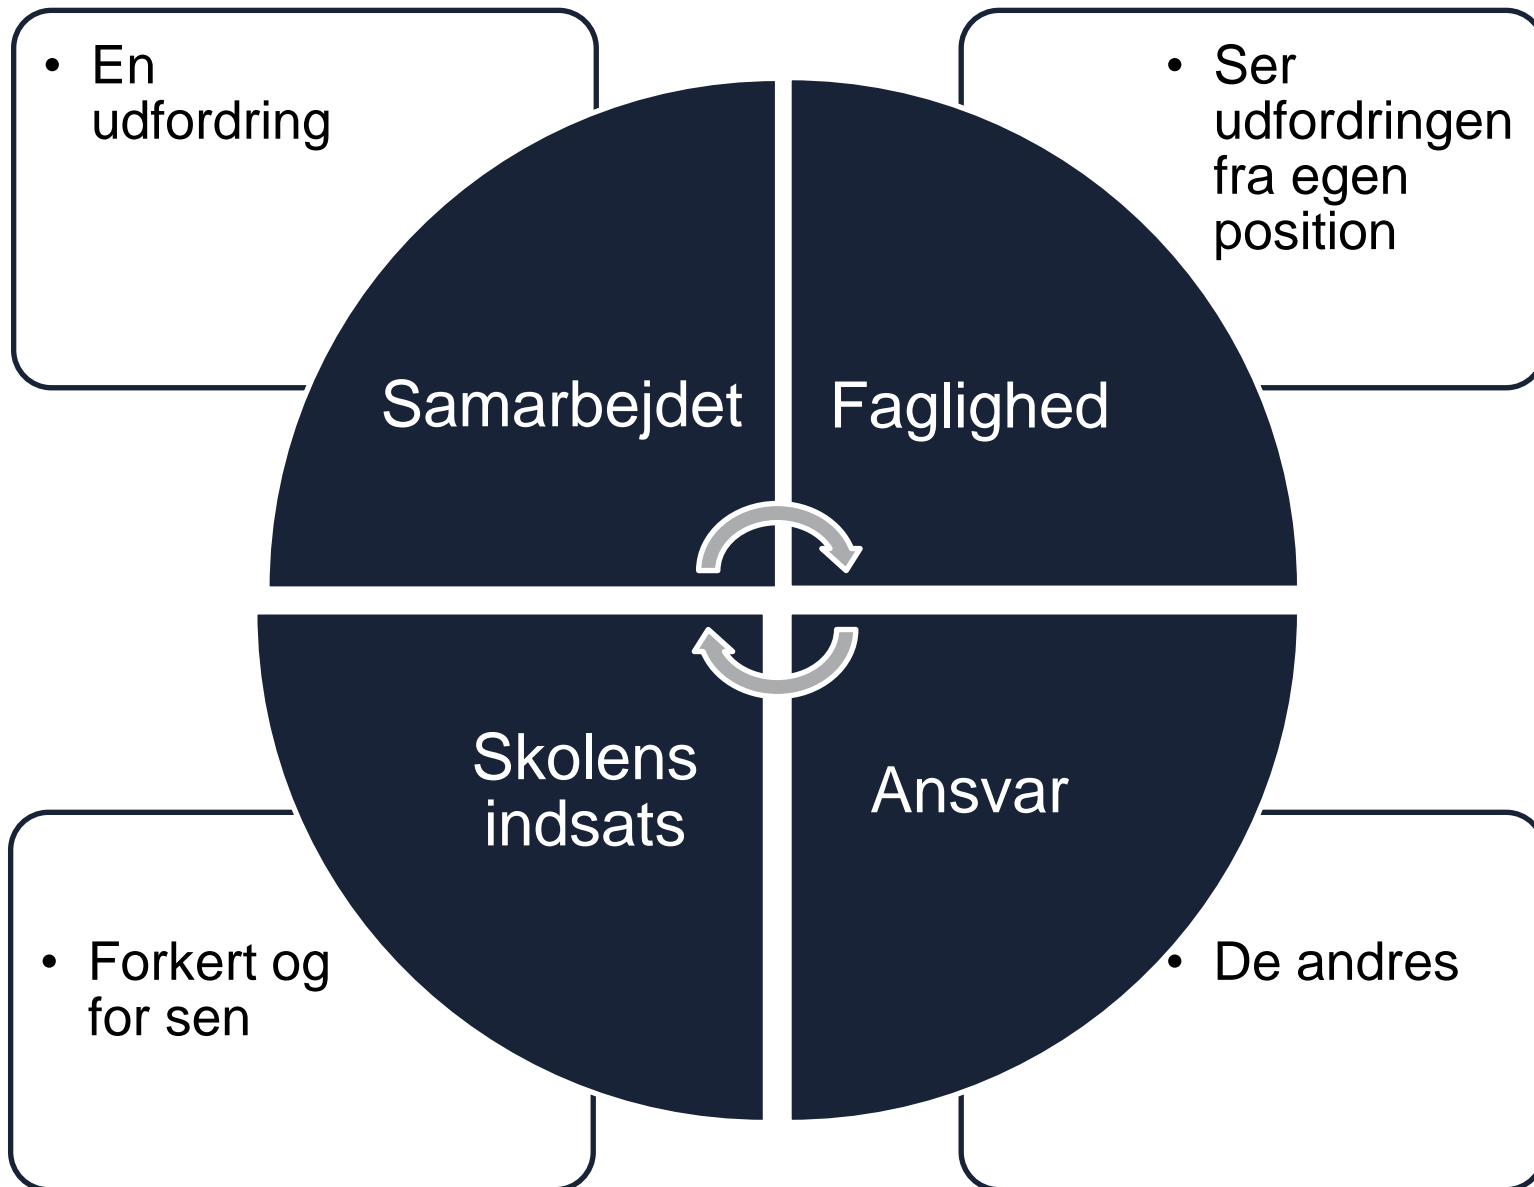 • En
udfordring
• Ser
udfordringen
fra egen
position
Samarbejdet
Faglighed
Skolens
indsats
Ansvar
• Forkert og
for sen
• De andres